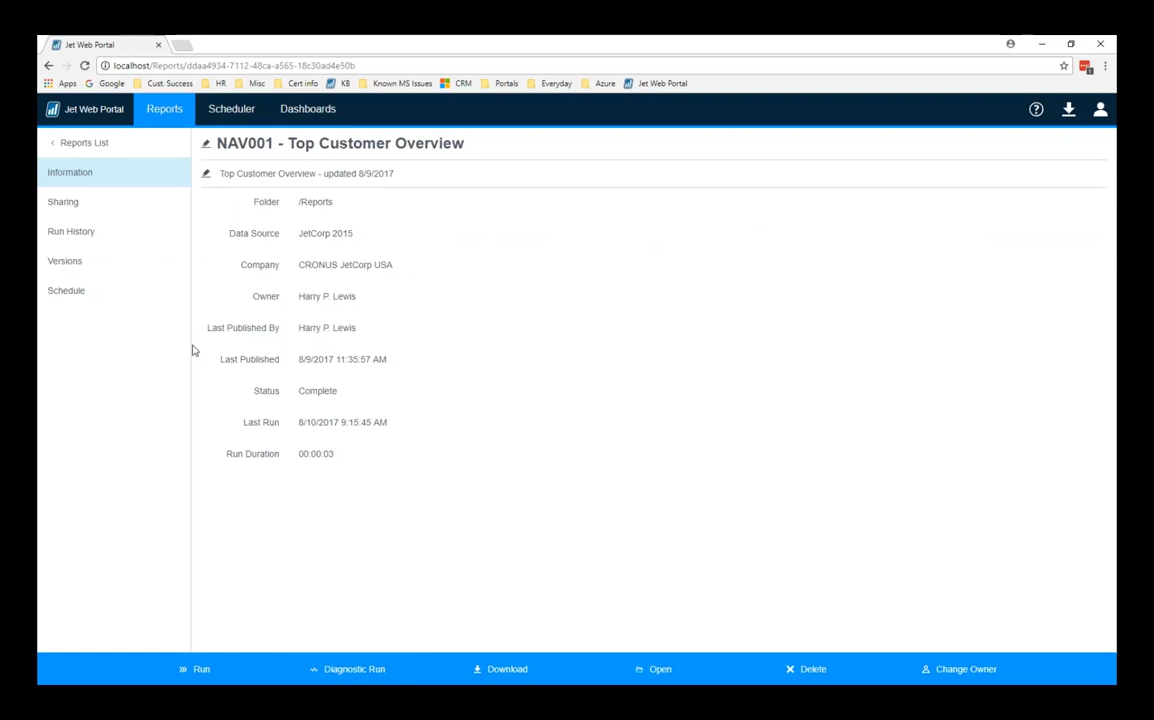 Jet Web Portal
localhost/Reports/ddaa4934-7112-48ca-a565-18c30ad4e50b
Apps Google Cust. Success HR Misc Cert info KB Known MS Issues CRM Portals Everyday Azure Jet Web Portal
Jet Web Portal Reports Scheduler Dashboards
< Reports List
NAV001 - Top Customer Overview
Information
Top Customer Overview - updated 8/9/2017
Sharing
Folder /Reports
Run History
Data Source JetCorp 2015
Versions
Company CRONUS JetCorp USA
Schedule
Owner Harry P. Lewis
Last Published By Harry P. Lewis
Last Published 8/9/2017 11:35:57 AM
Status Complete
Last Run 8/10/2017 9:15:45 AM
Run Duration 00:00:03
Run Diagnostic Run Download Open Delete Change Owner